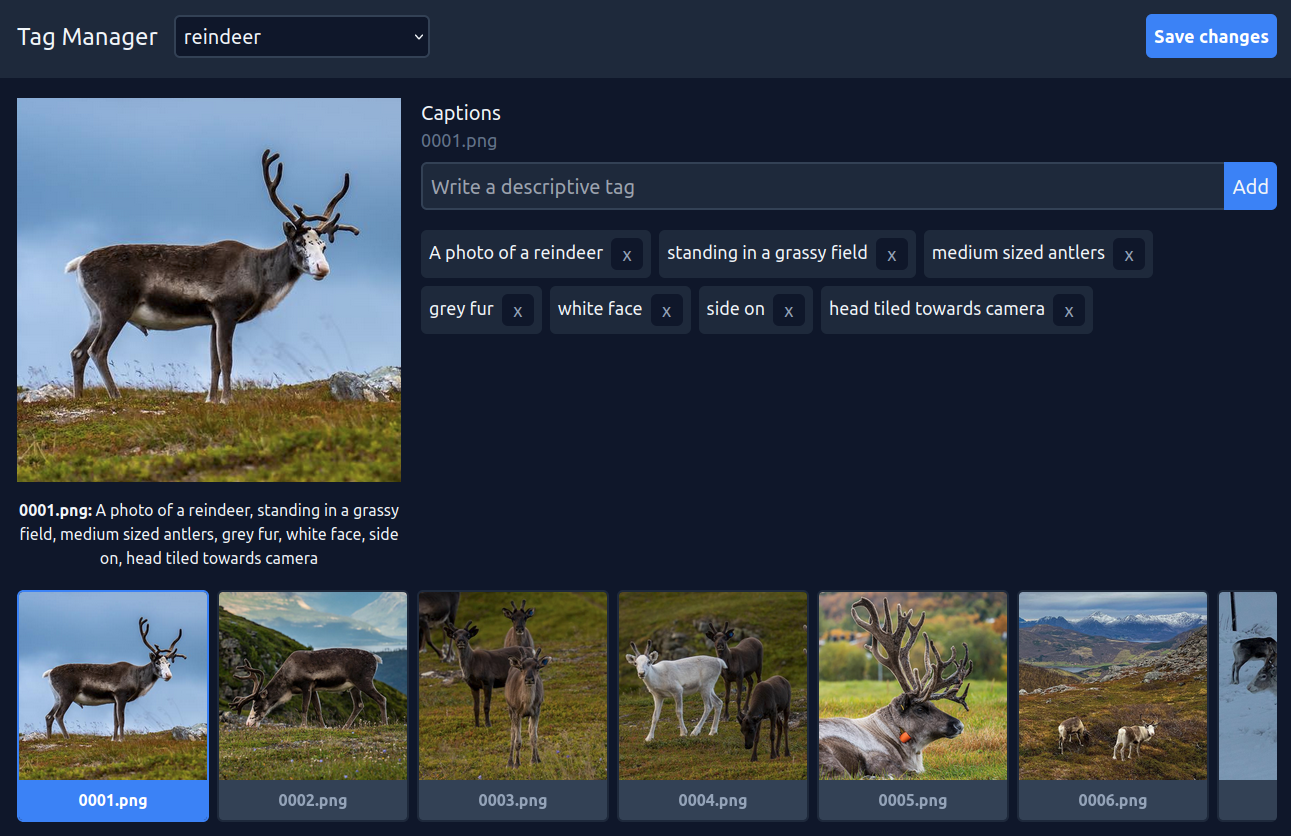 Tag Manager reindeer Save changes
Captions
0001.png
Write a descriptive tag Add
A photo of a reindeer x standing in a grassy field x medium sized antlers x
grey fur x white face x side on x head tiled towards camera x
0001.png: A photo of a reindeer, standing in a grassy
field, medium sized antlers, grey fur, white face, side
on, head tiled towards camera
0001.png 0002.png 0003.png 0004.png 0005.png 0006.png